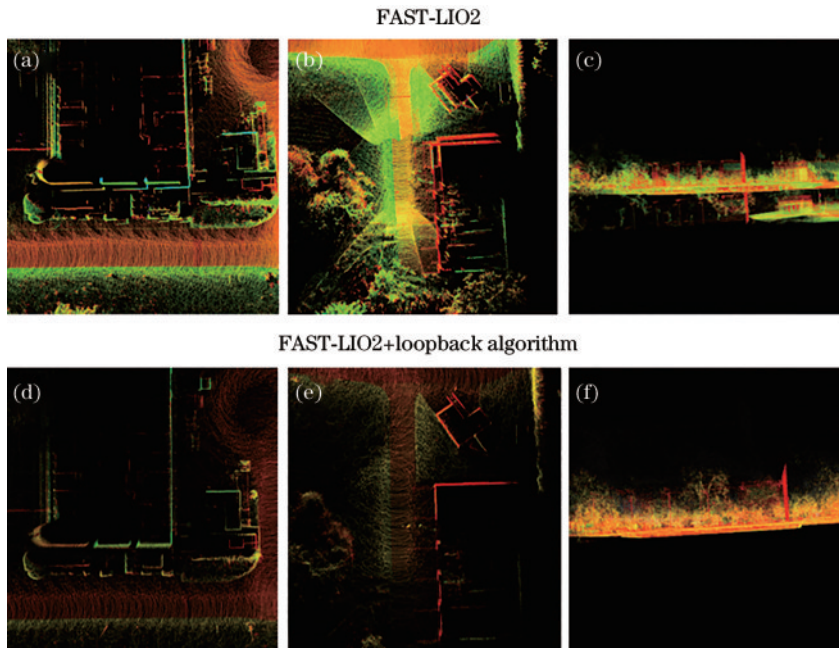 FAST-LIO2
(a)
(b)
(c)
FAST-LIO2+loopback algorithm
(d)
(e)
(f)